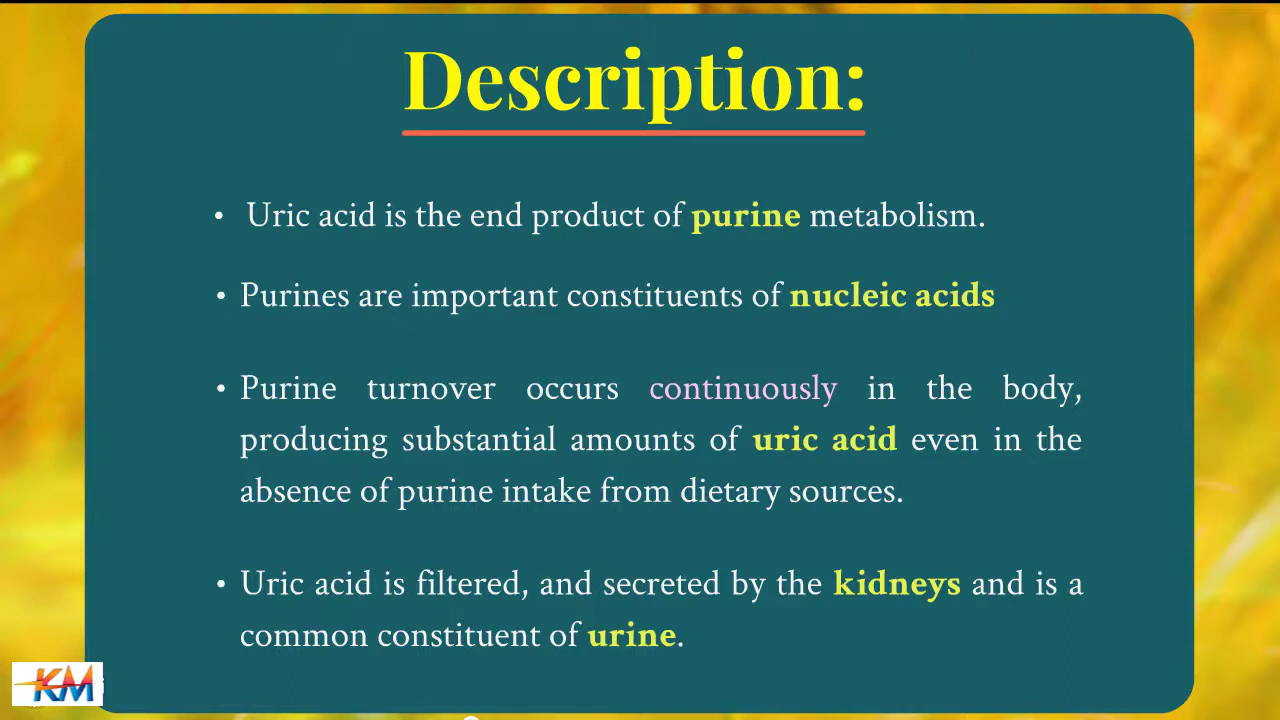 Description:
• Uric acid is the end product of purine metabolism.
• Purines are important constituents of nucleic acids
• Purine turnover occurs continuously in the body,
producing substantial amounts of uric acid even in the
absence of purine intake from dietary sources.
• Uric acid is filtered, and secreted by the kidneys and is a
common constituent of urine.
KM